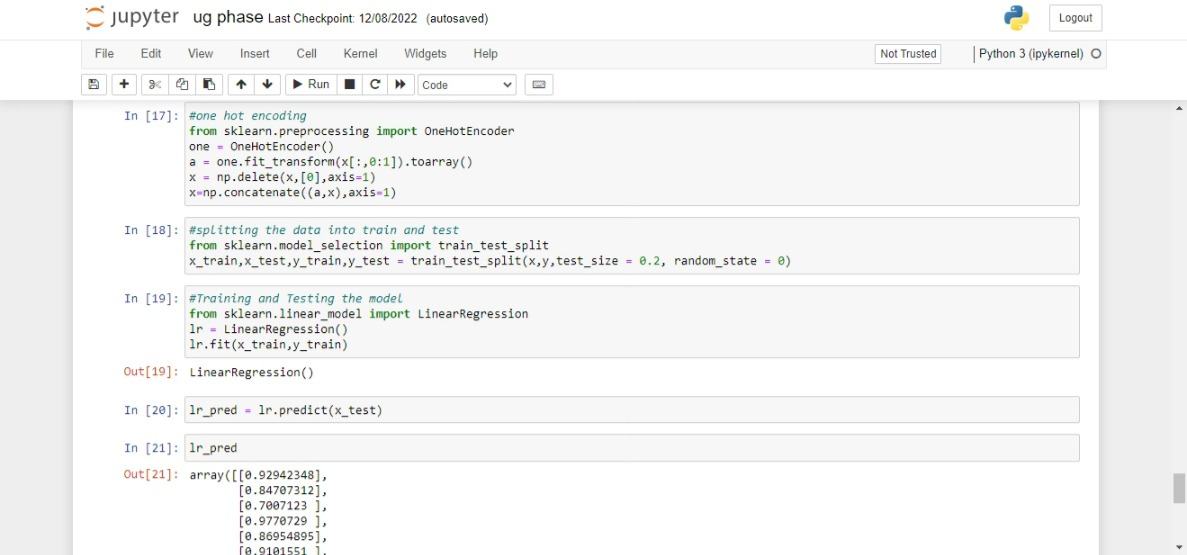 jupyter ug phase Last Checkpoint: 12/08/2022 (autosaved)
Logout
File Edit View Insert Cell Kernel Widgets Help
Not Trusted
Python 3 (ipykernel)
Run
Code
In [17]: #one hot encoding
from sklearn.preprocessing import OneHotEncoder
one = OneHotEncoder()
a = one.fit_transform(x[:,0:1]).toarray()
x = np.delete(x,[0],axis=1)
x=np.concatenate((a,x),axis=1)
In [18]: #splitting the data into train and test
from sklearn.model_selection import train_test_split
x_train,x_test,y_train,y_test = train_test_split(x,y,test_size = 0.2, random_state = 0)
In [19]: #Training and Testing the model
from sklearn.linear_model import LinearRegression
lr = LinearRegression()
lr.fit(x_train,y_train)
Out[19]: LinearRegression()
In [20]: lr_pred = lr.predict(x_test)
In [21]: lr_pred
Out[21]: array([[0.92942348],
[0.84707312],
[0.7007123 ],
[0.9770729 ],
[0.86954895],
[0.9101551 ],